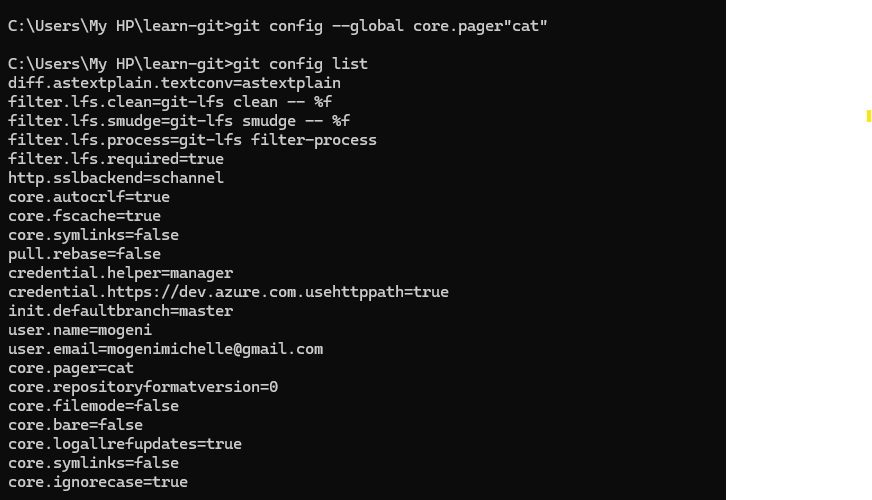 C:\Users\My HP\learn-git>git config --global core.pager"cat"
C:\Users\My HP\learn-git>git config list
diff.astextplain.textconv=astextplain
filter.lfs.clean=git-lfs clean -- %f
filter.lfs.smudge=git-lfs smudge -- %f
filter.lfs.process=git-lfs filter-process
filter.lfs.required=true
http.sslbackend=schannel
core.autocrlf=true
core.fscache=true
core.symlinks=false
pull.rebase=false
credential.helper=manager
credential.https://dev.azure.com.usehttppath=true
init.defaultbranch=master
user.name=mogeni
user.email=mogenimichelle@gmail.com
core.pager=cat
core.repositoryformatversion=0
core.filemode=false
core.bare=false
core.logallrefupdates=true
core.symlinks=false
core.ignorecase=true